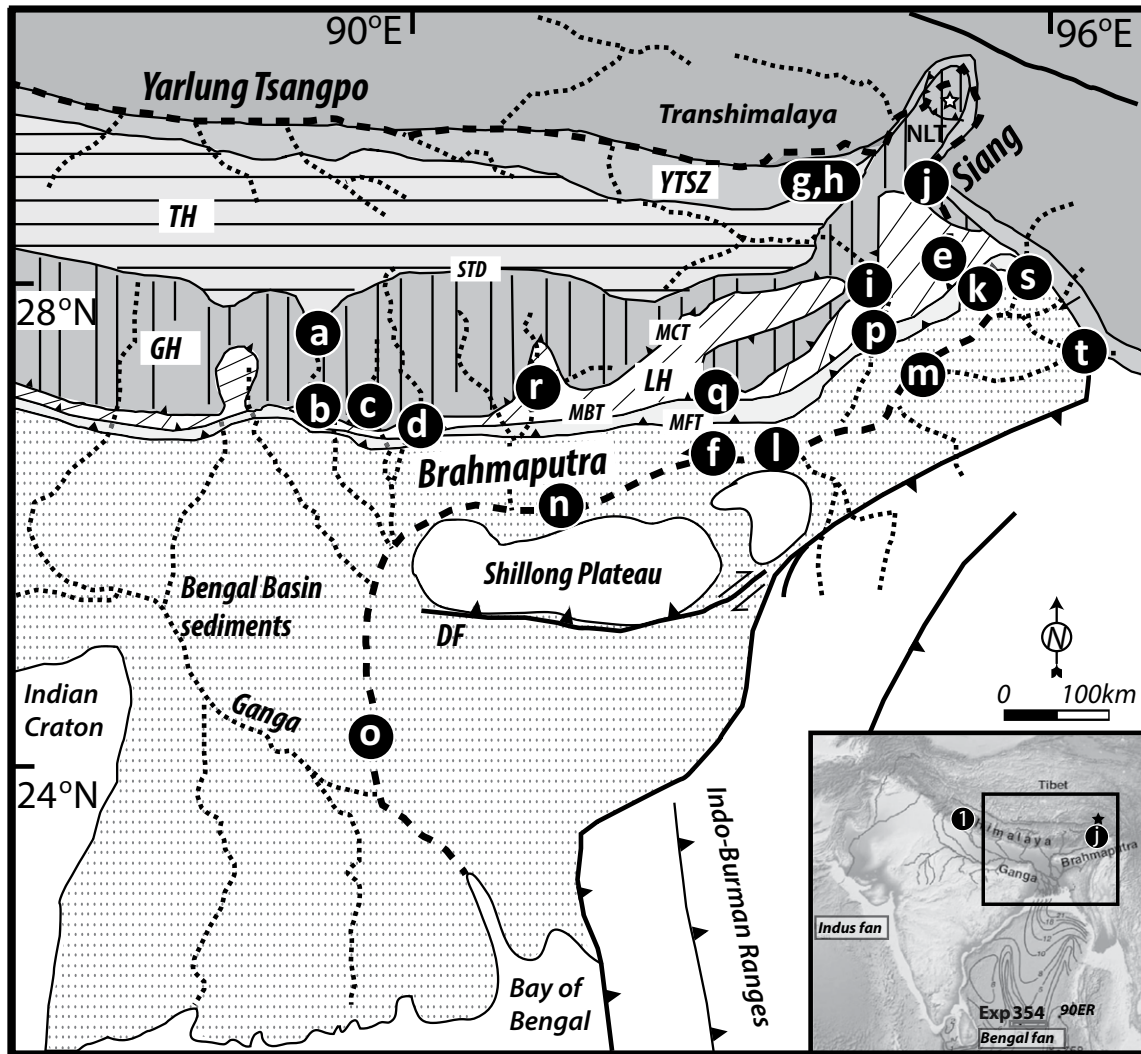 90°E
96°E
Yarlung Tsangpo
Transhimalaya
NLT
Siang
YTSZ
g,h
j
TH
STD
28°N
a
e
k
s
i
GH
MCT
p
t
LH
m
r
b
c
d
MBT
q
MFT
Brahmaputra
f
l
n
Shillong Plateau
Bengal Basin
sediments
DF
N
Indian
Craton
0
100km
Ganga
o
24°N
Indo-Burman Ranges
Bay of
Bengal
Tibet
1
Himalaya
j
Brahmaputra
Ganga
Indus fan
Exp 354
90ER
Bengal fan